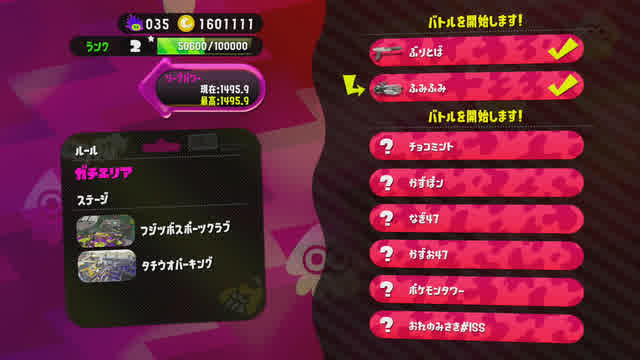 035 1601111
ランク 2 50600/100000
リーグパワー
現在:1495.9
最高:1495.9
ルール
ガチエリア
ステージ
フジツボスポーツクラブ
タチウオパーキング
バトルを開始します!
ぷりとば
ふみふみ
バトルを開始します!
? チョコミント
? かずぽン
? なぎ47
? かずお47
? ポケモンタワー
? おれのみさき#ISS